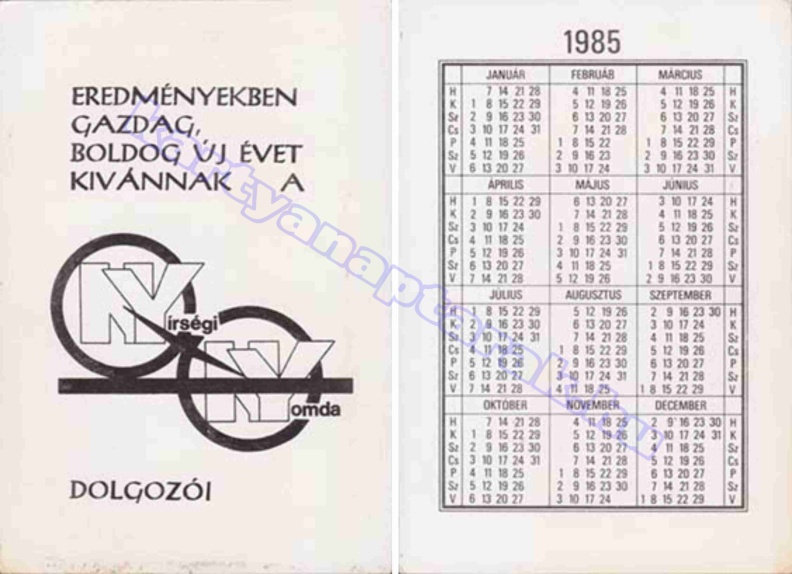 EREDMÉNYEKBEN
GAZDAG,
BOLDOG ÚJ ÉVET
KIVÁNNAK A
NYírségi
NYomda
DOLGOZÓI
1985
JANUÁR FEBRUÁR MÁRCIUS
H 7 14 21 28 4 11 18 25 4 11 18 25 H
K 1 8 15 22 29 5 12 19 26 5 12 19 26 K
Sz 2 9 16 23 30 6 13 20 27 6 13 20 27 Sz
Cs 3 10 17 24 31 7 14 21 28 7 14 21 28 Cs
P 4 11 18 25 1 8 15 22 1 8 15 22 29 P
Sz 5 12 19 26 2 9 16 23 2 9 16 23 30 Sz
V 6 13 20 27 3 10 17 24 3 10 17 24 31 V
ÁPRILIS MÁJUS JÚNIUS
H 1 8 15 22 29 6 13 20 27 3 10 17 24 H
K 2 9 16 23 30 7 14 21 28 4 11 18 25 K
Sz 3 10 17 24 1 8 15 22 29 5 12 19 26 Sz
Cs 4 11 18 25 2 9 16 23 30 6 13 20 27 Cs
P 5 12 19 26 3 10 17 24 31 7 14 21 28 P
Sz 6 13 20 27 4 11 18 25 1 8 15 22 29 Sz
V 7 14 21 28 5 12 19 26 2 9 16 23 30 V
JÚLIUS AUGUSZTUS SZEPTEMBER
H 1 8 15 22 29 5 12 19 26 2 9 16 23 30 H
K 2 9 16 23 30 6 13 20 27 3 10 17 24 K
Sz 3 10 17 24 31 7 14 21 28 4 11 18 25 Sz
Cs 4 11 18 25 1 8 15 22 29 5 12 19 26 Cs
P 5 12 19 26 2 9 16 23 30 6 13 20 27 P
Sz 6 13 20 27 3 10 17 24 31 7 14 21 28 Sz
V 7 14 21 28 4 11 18 25 1 8 15 22 29 V
OKTÓBER NOVEMBER DECEMBER
H 7 14 21 28 4 11 18 25 2 9 16 23 30 H
K 1 8 15 22 29 5 12 19 26 3 10 17 24 31 K
Sz 2 9 16 23 30 6 13 20 27 4 11 18 25 Sz
Cs 3 10 17 24 31 7 14 21 28 5 12 19 26 Cs
P 4 11 18 25 1 8 15 22 29 6 13 20 27 P
Sz 5 12 19 26 2 9 16 23 30 7 14 21 28 Sz
V 6 13 20 27 3 10 17 24 1 8 15 22 29 V
kartyanaptarak.hu